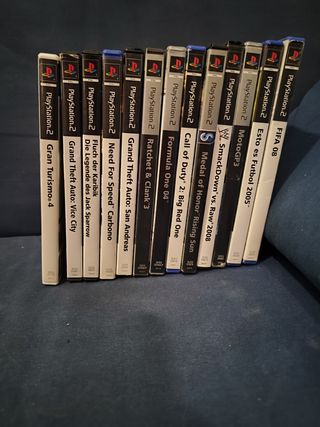 PlayStation 2
Gran Turismo 4
PlayStation 2
Grand Theft Auto: Vice City
PlayStation 2
Fluch der Karibik
Die Legende des Jack Sparrow
PlayStation 2
Need For Speed Carbono
PlayStation 2
Grand Theft Auto: San Andreas
PlayStation 2
Ratchet & Clank 3
PlayStation 2
Formula One 04
PlayStation 2
Call of Duty 2: Big Red One
PlayStation 2
Medal of Honor Rising Sun
PlayStation 2
SmackDown vs. Raw 2008
PlayStation 2
MotoGP3
PlayStation 2
Esto es Futbol 2005
PlayStation 2
FIFA 08